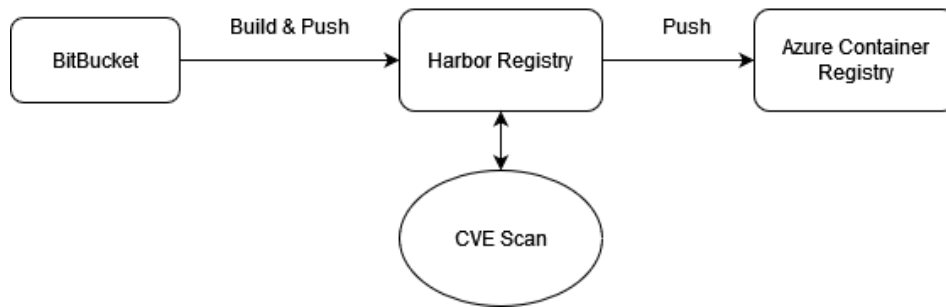 Build & Push
Push
BitBucket
Harbor Registry
Azure Container
Registry
CVE Scan